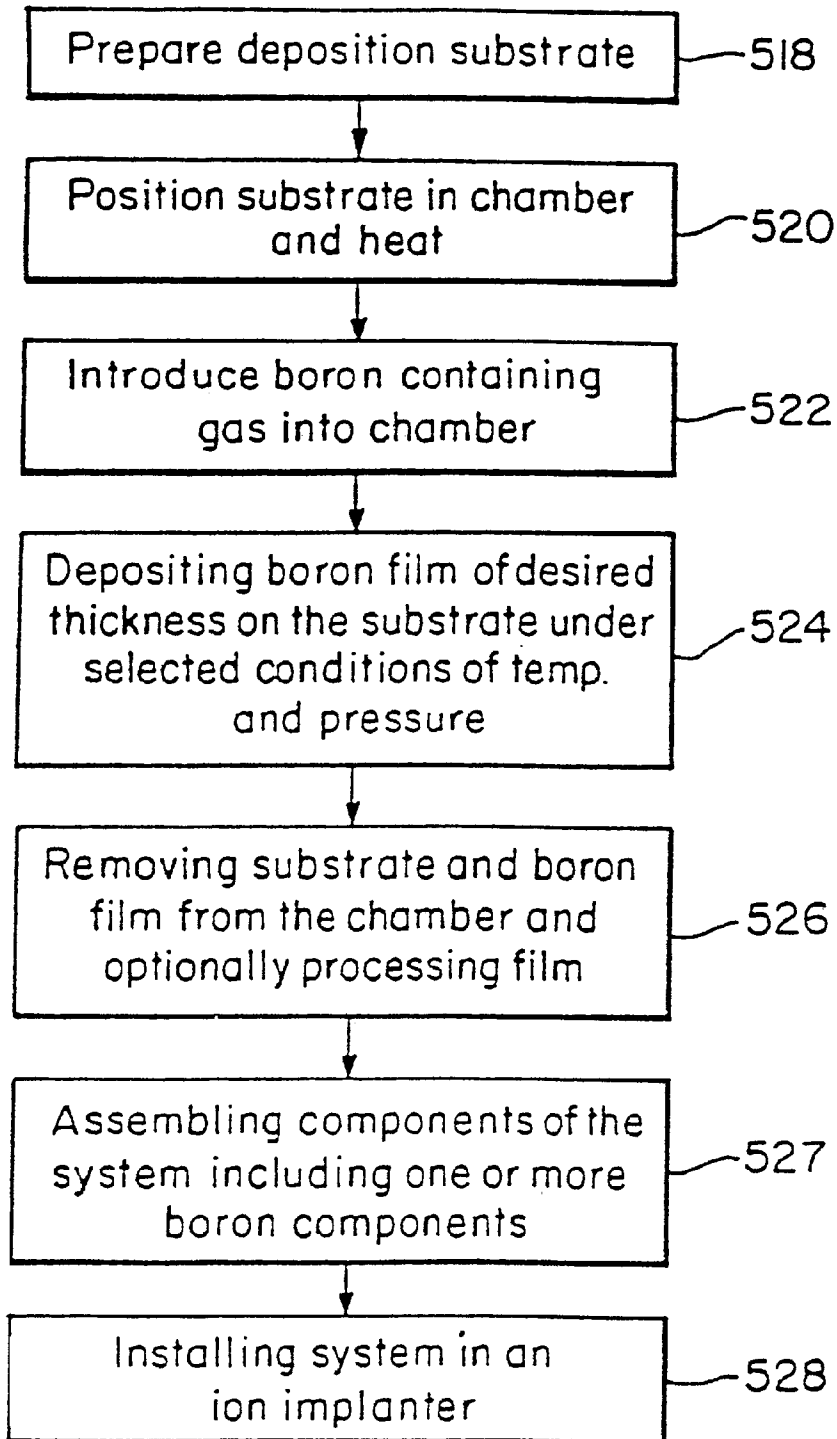 Prepare deposition substrate
518
Position substrate in chamber
and heat
520
Introduce boron containing
gas into chamber
522
Depositing boron film of desired
thickness on the substrate under
selected conditions of temp.
and pressure
524
Removing substrate and boron
film from the chamber and
optionally processing film
526
Assembling components of the
system including one or more
boron components
527
Installing system in an
ion implanter
528